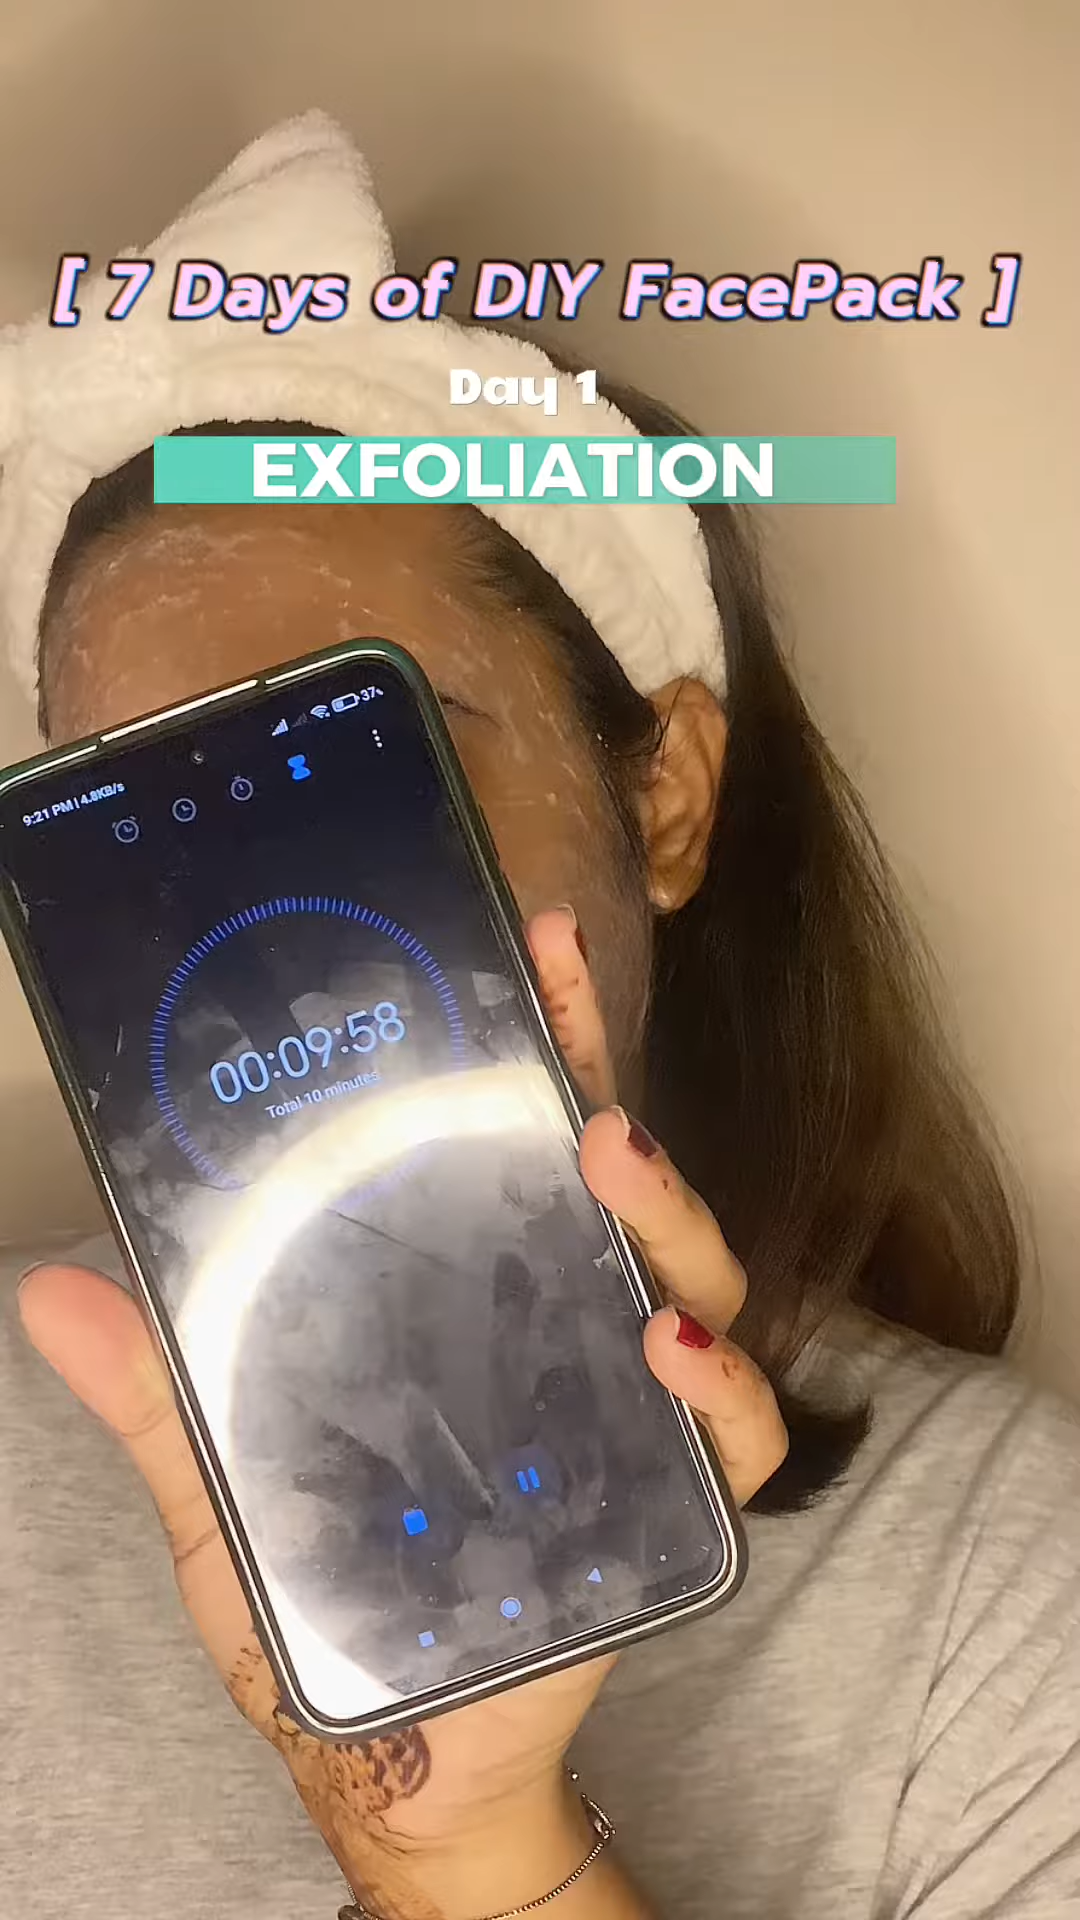 [ 7 Days of DIY FacePack ]
Day 1
EXFOLIATION
37%
9:21 PM | 4.8KB/s
00:09:58
Total 10 minutes